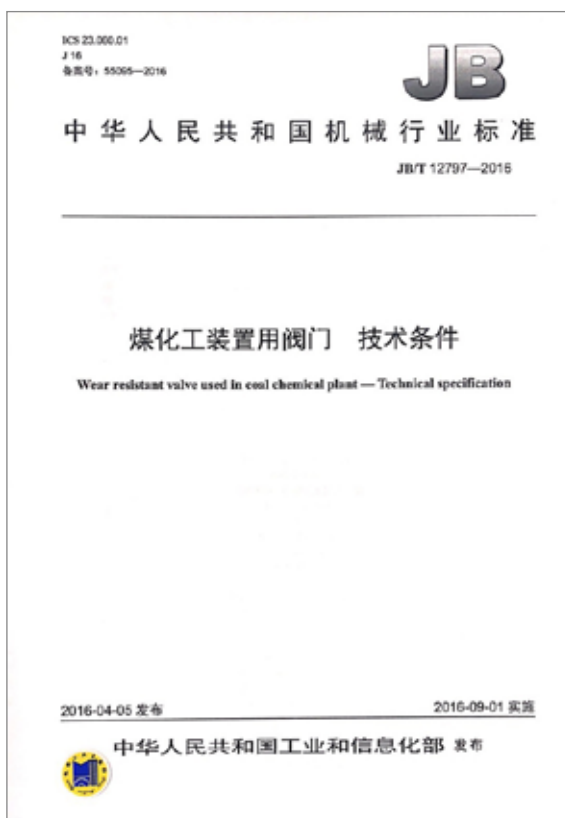 ICS 23.060.01
J 16
备案号：55095—2016
JB
中华人民共和国机械行业标准
JB/T 12797—2016
煤化工装置用阀门 技术条件
Wear resistant valve used in coal chemical plant — Technical specification
2016-04-05 发布
2016-09-01 实施
中华人民共和国工业和信息化部 发布